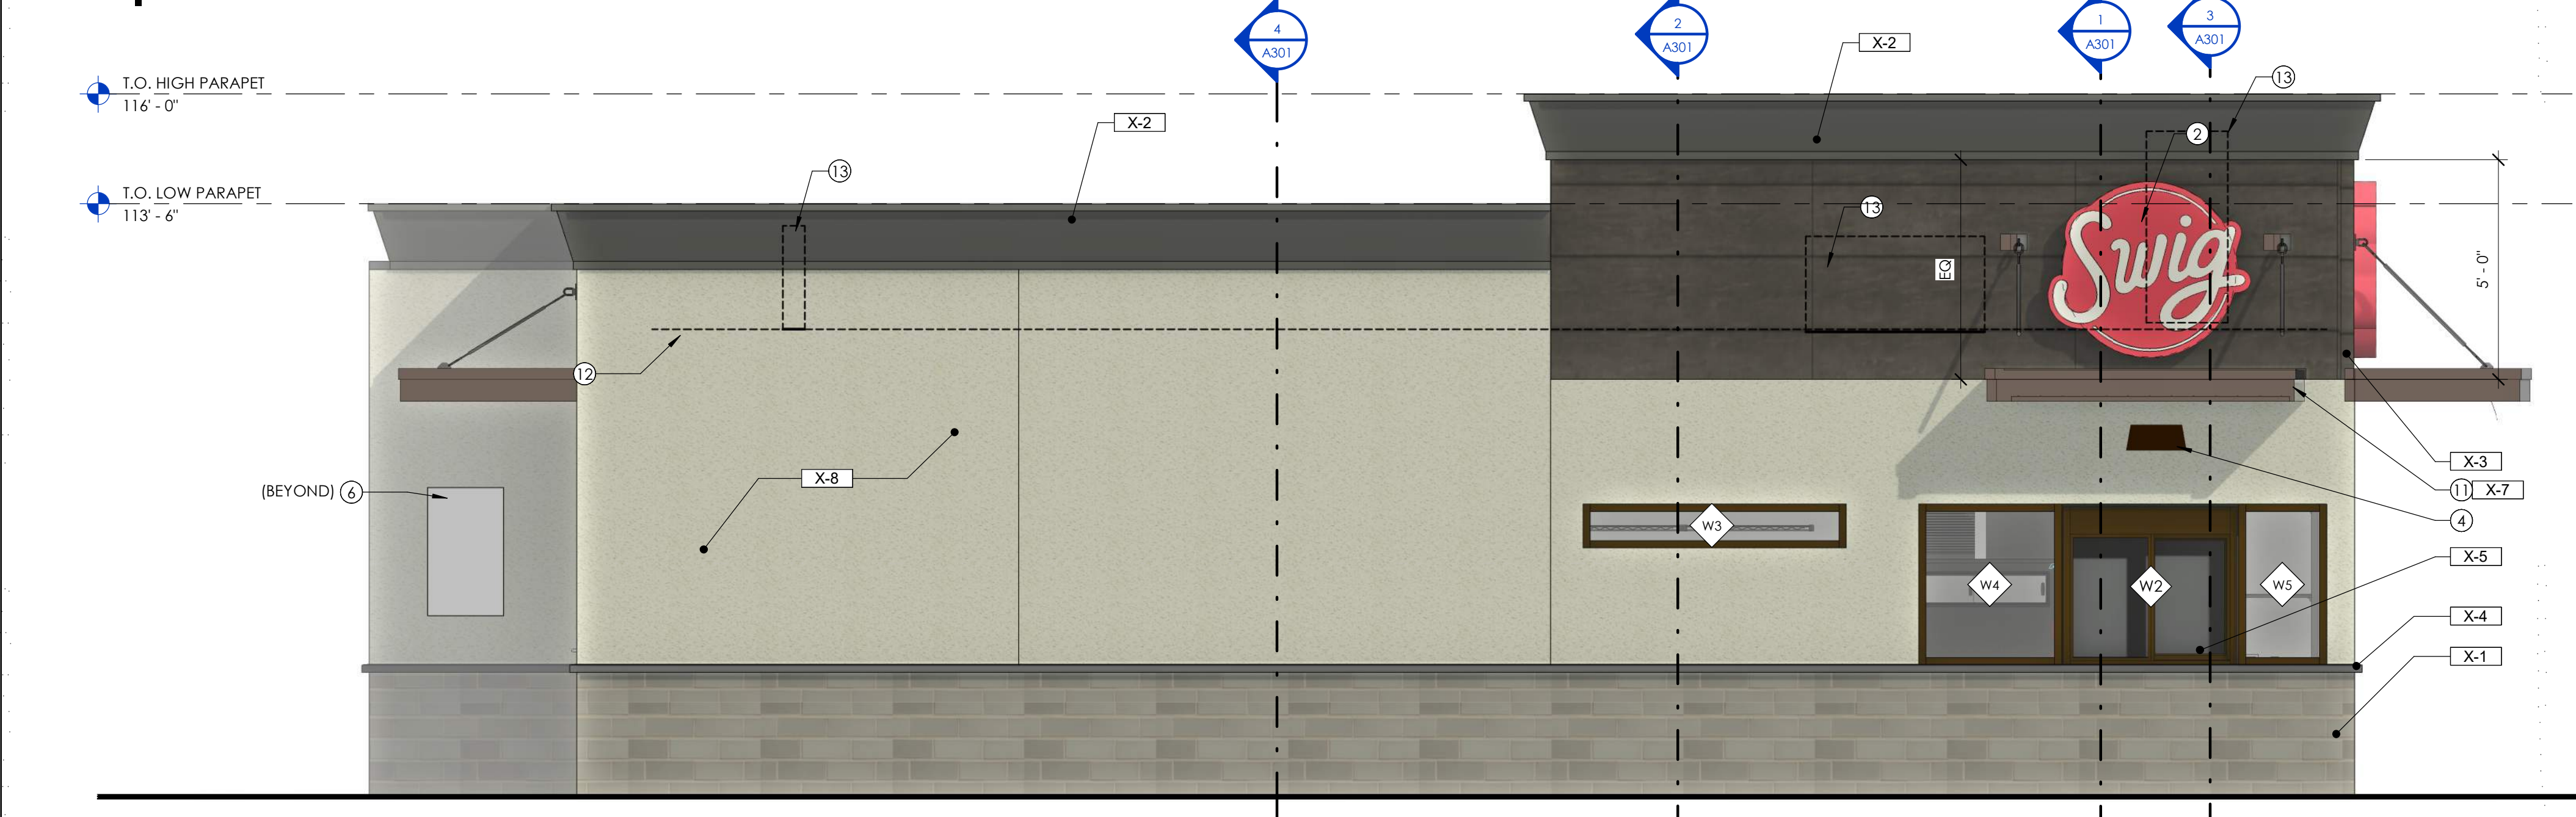 4
A301
2
A301
1
A301
3
A301
X-2
T.O. HIGH PARAPET
116' - 0"
13
X-2
2
13
T.O. LOW PARAPET
113' - 6"
13
Swig
EQ
5' - 0"
12
X-8
X-3
(BEYOND) 6
11 X-7
4
W3
X-5
W4
W2
W5
X-4
X-1